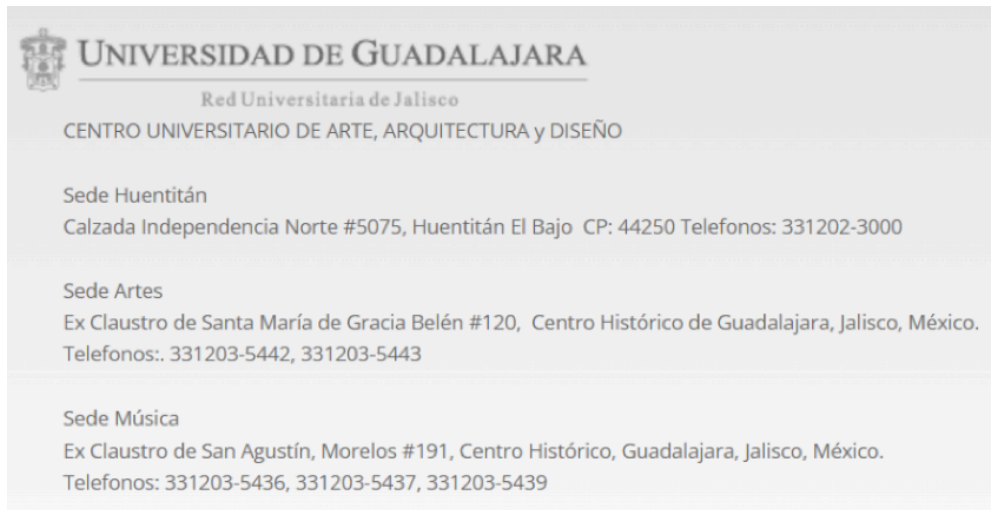 UNIVERSIDAD DE GUADALAJARA
Red Universitaria de Jalisco
CENTRO UNIVERSITARIO DE ARTE, ARQUITECTURA y DISEÑO
Sede Huentitán
Calzada Independencia Norte #5075, Huentitán El Bajo  CP: 44250 Telefonos: 331202-3000
Sede Artes
Ex Claustro de Santa María de Gracia Belén #120,  Centro Histórico de Guadalajara, Jalisco, México.
Telefonos:. 331203-5442, 331203-5443
Sede Música
Ex Claustro de San Agustín, Morelos #191, Centro Histórico, Guadalajara, Jalisco, México.
Telefonos: 331203-5436, 331203-5437, 331203-5439